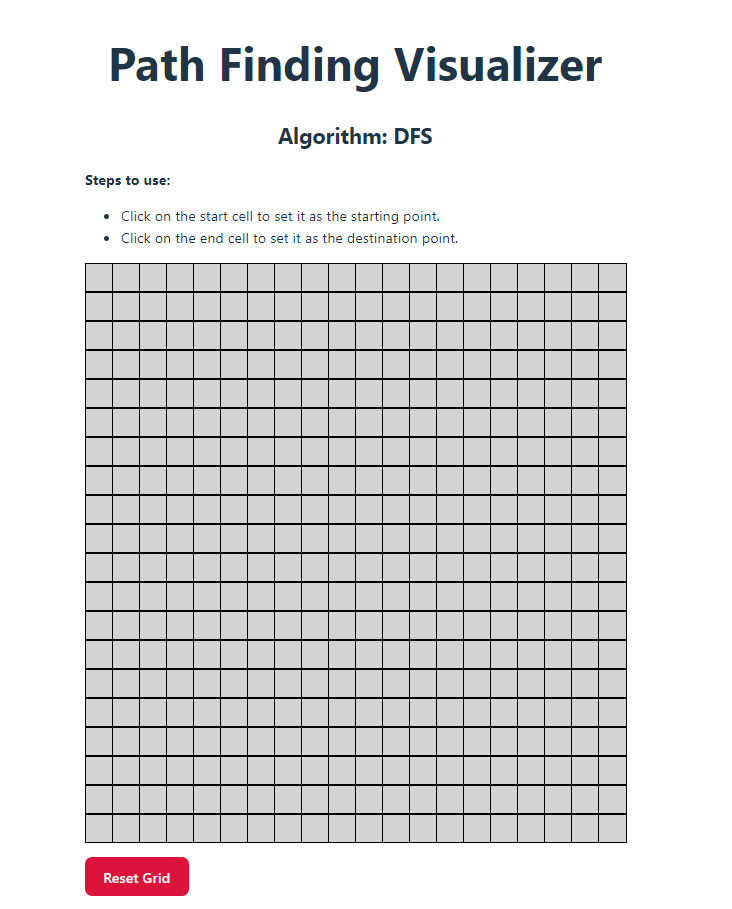 Path Finding Visualizer
Algorithm: DFS
Steps to use:
Click on the start cell to set it as the starting point.
Click on the end cell to set it as the destination point.
Reset Grid